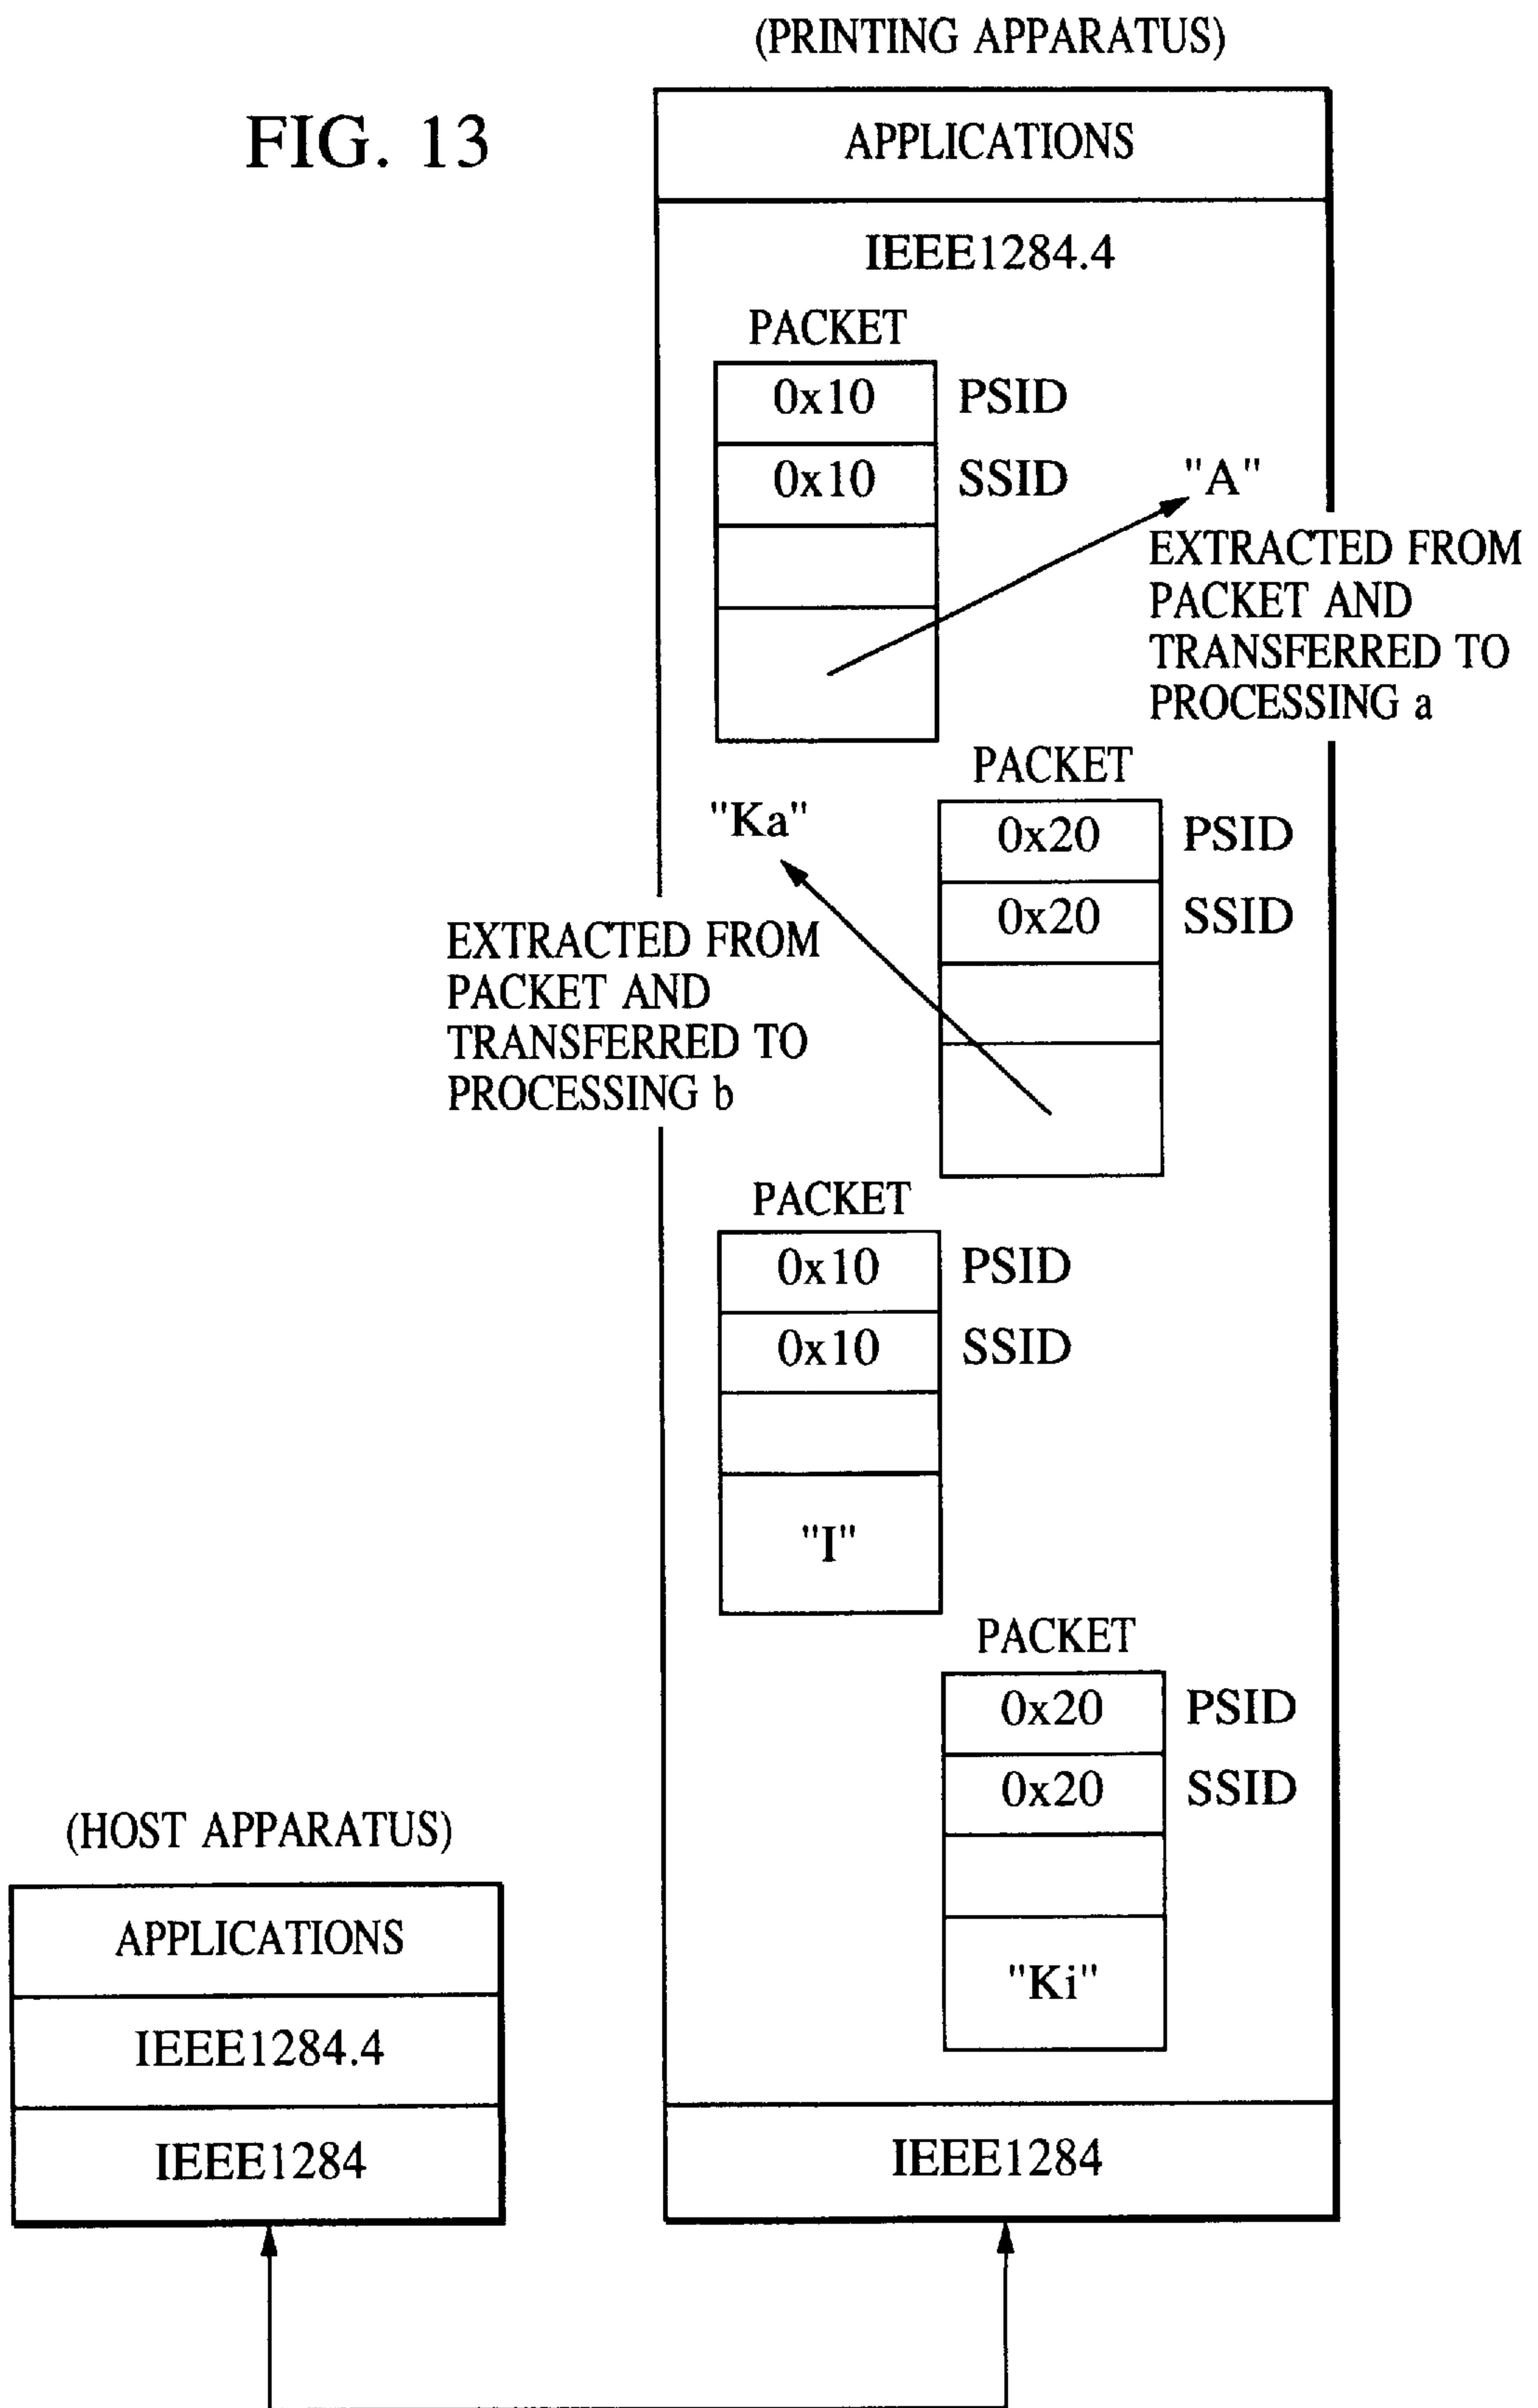 (PRINTING APPARATUS)
FIG. 13
APPLICATIONS
IEEE1284.4
PACKET
0x10 PSID
0x10 SSID
"A"
EXTRACTED FROM
PACKET AND
TRANSFERRED TO
PROCESSING a
PACKET
0x20 PSID
0x20 SSID
"Ka"
EXTRACTED FROM
PACKET AND
TRANSFERRED TO
PROCESSING b
PACKET
0x10 PSID
0x10 SSID
"I"
PACKET
0x20 PSID
0x20 SSID
"Ki"
IEEE1284
(HOST APPARATUS)
APPLICATIONS
IEEE1284.4
IEEE1284